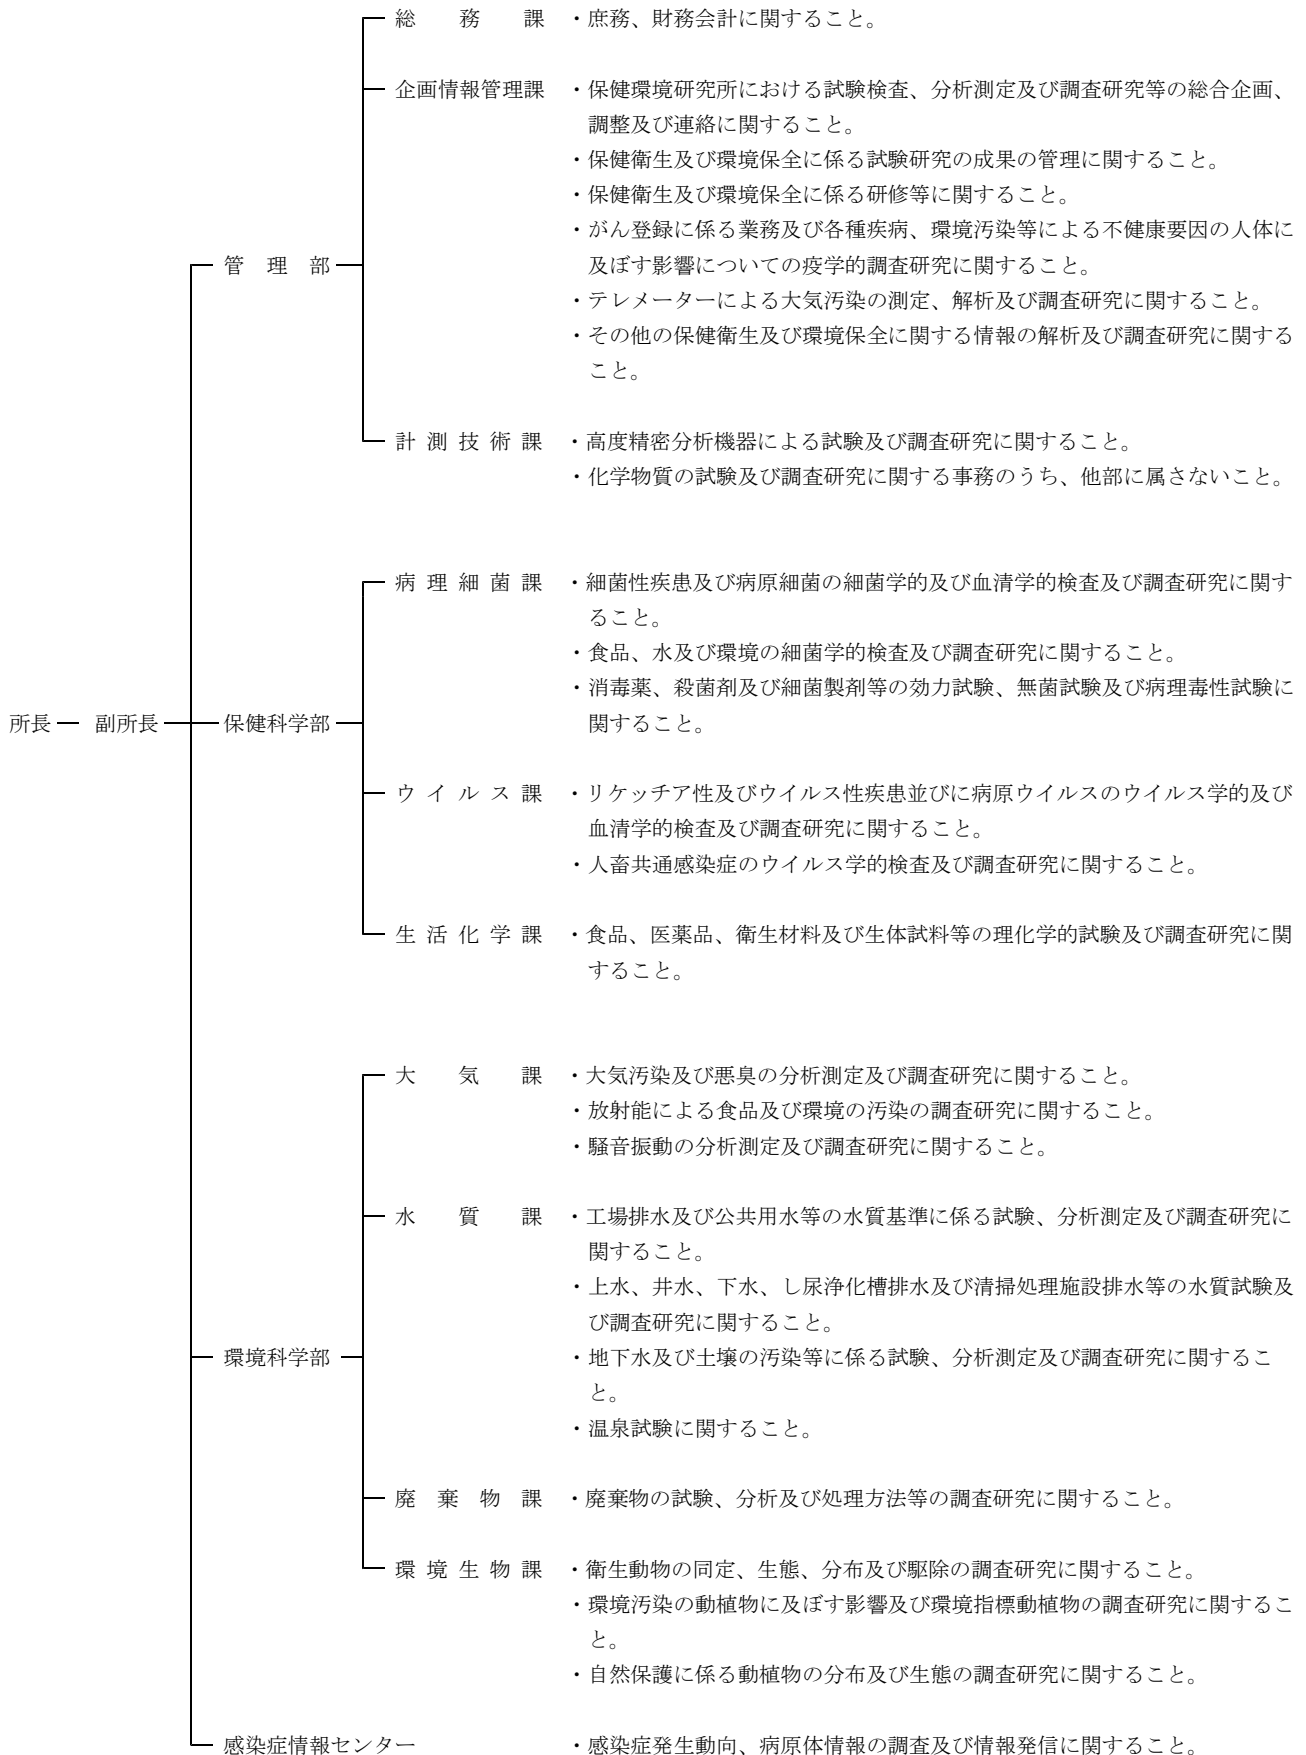 総務課 ・庶務、財務会計に関すること。
企画情報管理課 ・保健環境研究所における試験検査、分析測定及び調査研究等の総合企画、
調整及び連絡に関すること。
・保健衛生及び環境保全に係る試験研究の成果の管理に関すること。
・保健衛生及び環境保全に係る研修等に関すること。
・がん登録に係る業務及び各種疾病、環境汚染等による不健康要因の人体に
管理部 及ぼす影響についての疫学的調査研究に関すること。
・テレメーターによる大気汚染の測定、解析及び調査研究に関すること。
・その他の保健衛生及び環境保全に関する情報の解析及び調査研究に関する
こと。
計測技術課 ・高度精密分析機器による試験及び調査研究に関すること。
・化学物質の試験及び調査研究に関する事務のうち、他部に属さないこと。
病理細菌課 ・細菌性疾患及び病原細菌の細菌学的及び血清学的検査及び調査研究に関す
ること。
・食品、水及び環境の細菌学的検査及び調査研究に関すること。
・消毒薬、殺菌剤及び細菌製剤等の効力試験、無菌試験及び病理毒性試験に
所長 副所長 保健科学部 関すること。
ウイルス課 ・リケッチア性及びウイルス性疾患並びに病原ウイルスのウイルス学的及び
血清学的検査及び調査研究に関すること。
・人畜共通感染症のウイルス学的検査及び調査研究に関すること。
生活化学課 ・食品、医薬品、衛生材料及び生体試料等の理化学的試験及び調査研究に関
すること。
大気課 ・大気汚染及び悪臭の分析測定及び調査研究に関すること。
・放射能による食品及び環境の汚染の調査研究に関すること。
・騒音振動の分析測定及び調査研究に関すること。
水質課 ・工場排水及び公共用水等の水質基準に係る試験、分析測定及び調査研究に
関すること。
・上水、井水、下水、し尿浄化槽排水及び清掃処理施設排水等の水質試験及
び調査研究に関すること。
環境科学部 ・地下水及び土壌の汚染等に係る試験、分析測定及び調査研究に関するこ
と。
・温泉試験に関すること。
廃棄物課 ・廃棄物の試験、分析及び処理方法等の調査研究に関すること。
環境生物課 ・衛生動物の同定、生態、分布及び駆除の調査研究に関すること。
・環境汚染の動植物に及ぼす影響及び環境指標動植物の調査研究に関するこ
と。
・自然保護に係る動植物の分布及び生態の調査研究に関すること。
感染症情報センター ・感染症発生動向、病原体情報の調査及び情報発信に関すること。